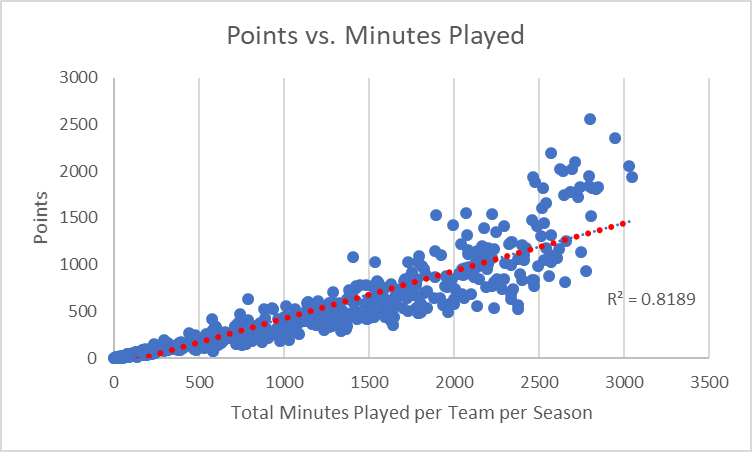 Points vs. Minutes Played
3000
2500
2000
1500
1000
500
0
Points
R² = 0.8189
0 500 1000 1500 2000 2500 3000 3500
Total Minutes Played per Team per Season